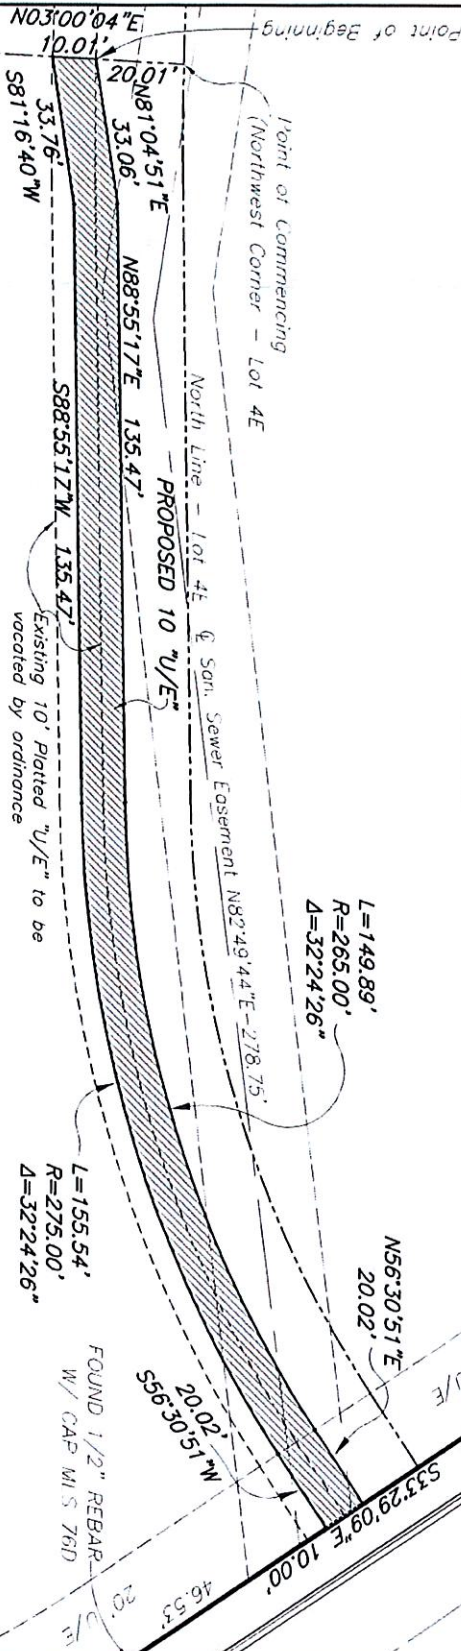 Point of Beginning
N03°00'04"E
10.01'
20.01'
Point of Commencing
(Northwest Corner - Lot 4E
N81°04'51"E
33.06'
33.76'
S81°16'40"W
N88°55'17"E 135.47'
S88°55'17"W 135.47'
North Line - Lot 4E
℄ San. Sewer Easement N82°49'44"E-278.75'
PROPOSED 10 "U/E"
Existing 10' Platted "U/E" to be
vacated by ordinance
L=149.89'
R=265.00'
Δ=32°24'26"
L=155.54'
R=275.00'
Δ=32°24'26"
N56°30'51"E
20.02'
20.02'
S56°30'51"W
U/E
S33°29'09"E 10.00'
46.53'
20'
U/E
FOUND 1/2" REBAR
W/ CAP MLS 76D